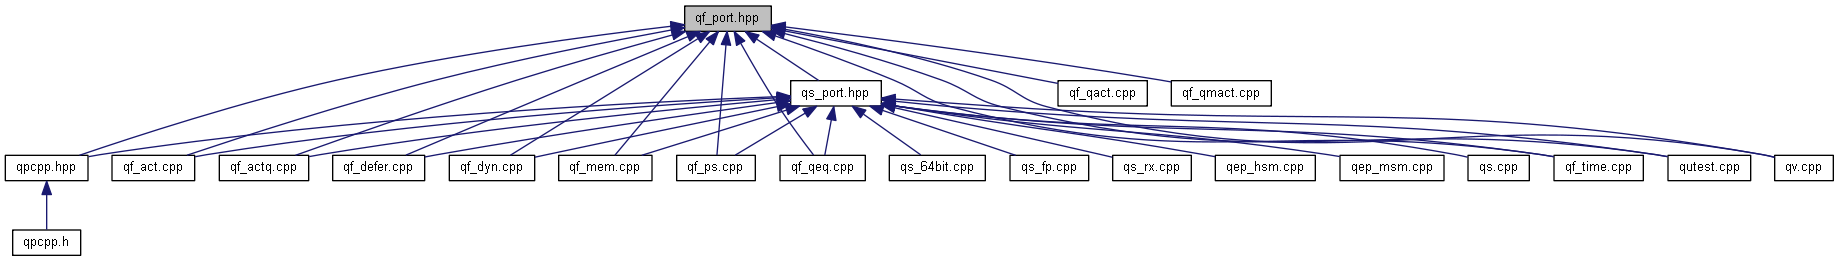 qf_port.hpp
qs_port.hpp
qf_qact.cpp
qf_qmact.cpp
qpcpp.hpp
qf_act.cpp
qf_actq.cpp
qf_defer.cpp
qf_dyn.cpp
qf_mem.cpp
qf_ps.cpp
qf_qeq.cpp
qs_64bit.cpp
qs_fp.cpp
qs_rx.cpp
qep_hsm.cpp
qep_msm.cpp
qs.cpp
qf_time.cpp
qutest.cpp
qv.cpp
qpcpp.h